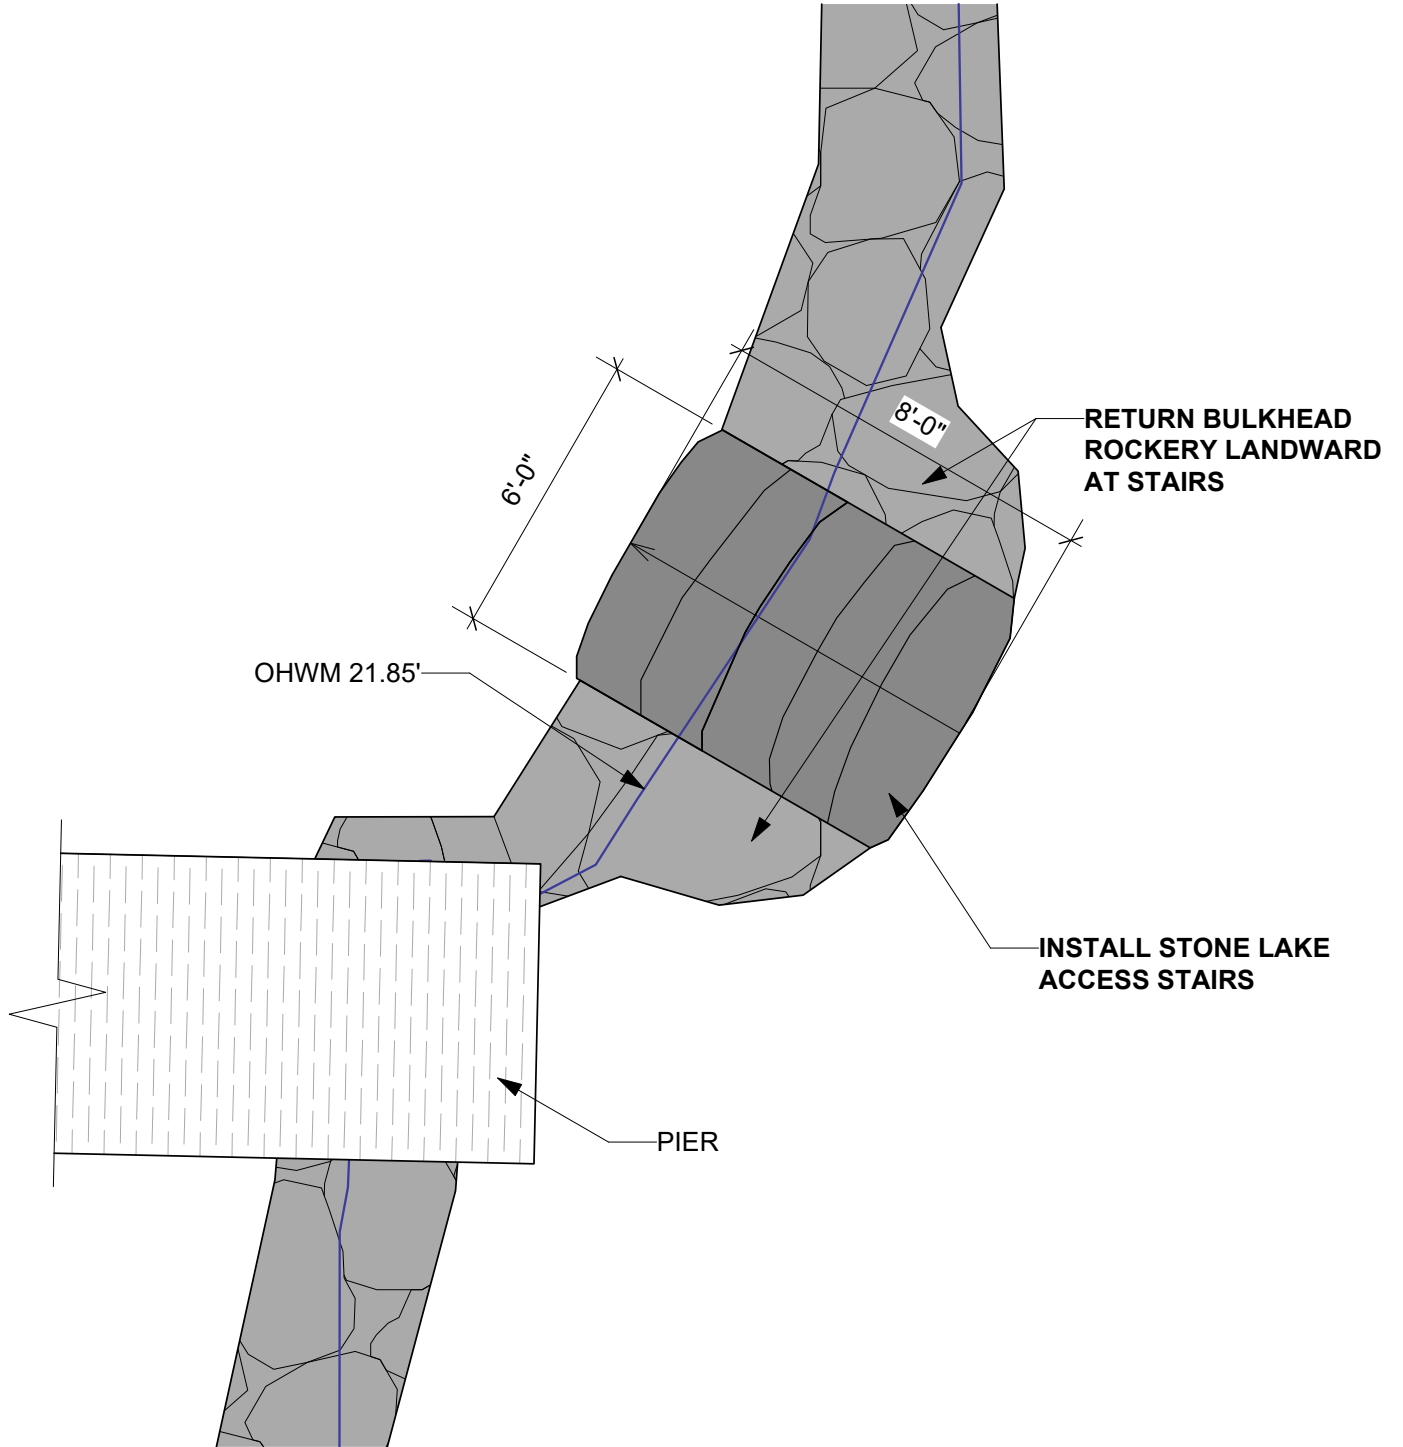 8'-0"
RETURN BULKHEAD
ROCKERY LANDWARD
AT STAIRS
6'-0"
OHWM 21.85'
INSTALL STONE LAKE
ACCESS STAIRS
PIER